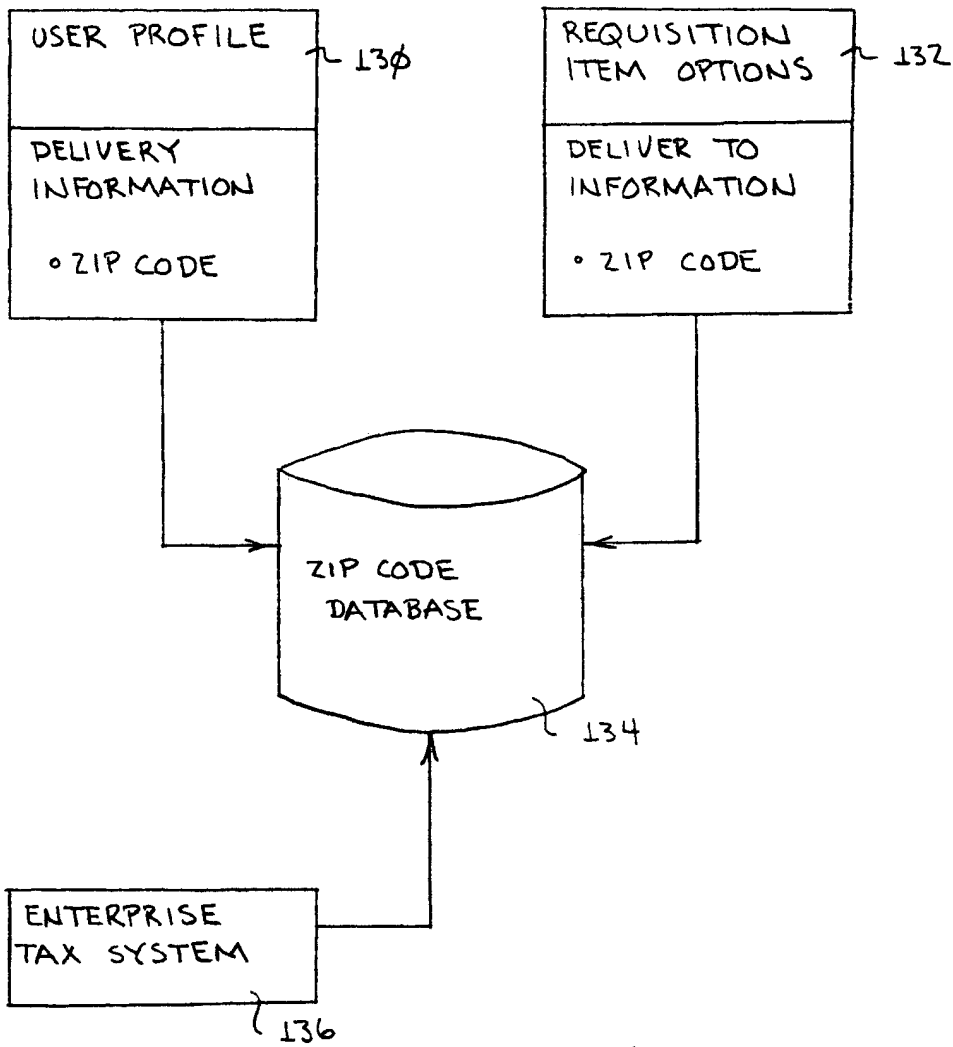 USER PROFILE
130
DELIVERY
INFORMATION
• ZIP CODE
REQUISITION
ITEM OPTIONS
132
DELIVER TO
INFORMATION
• ZIP CODE
ZIP CODE
DATABASE
134
ENTERPRISE
TAX SYSTEM
136